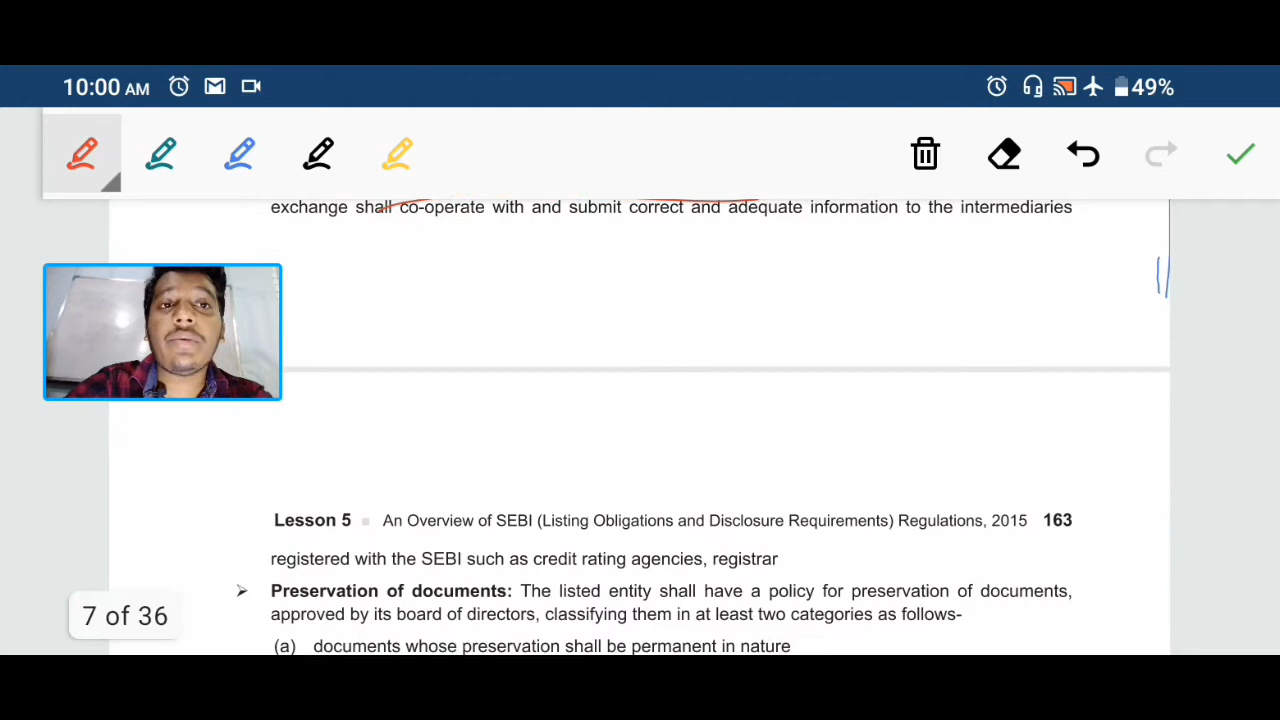 10:00 AM
49%
exchange shall co-operate with and submit correct and adequate information to the intermediaries
Lesson 5 An Overview of SEBI (Listing Obligations and Disclosure Requirements) Regulations, 2015 163
registered with the SEBI such as credit rating agencies, registrar
Preservation of documents: The listed entity shall have a policy for preservation of documents,
approved by its board of directors, classifying them in at least two categories as follows-
(a) documents whose preservation shall be permanent in nature
7 of 36